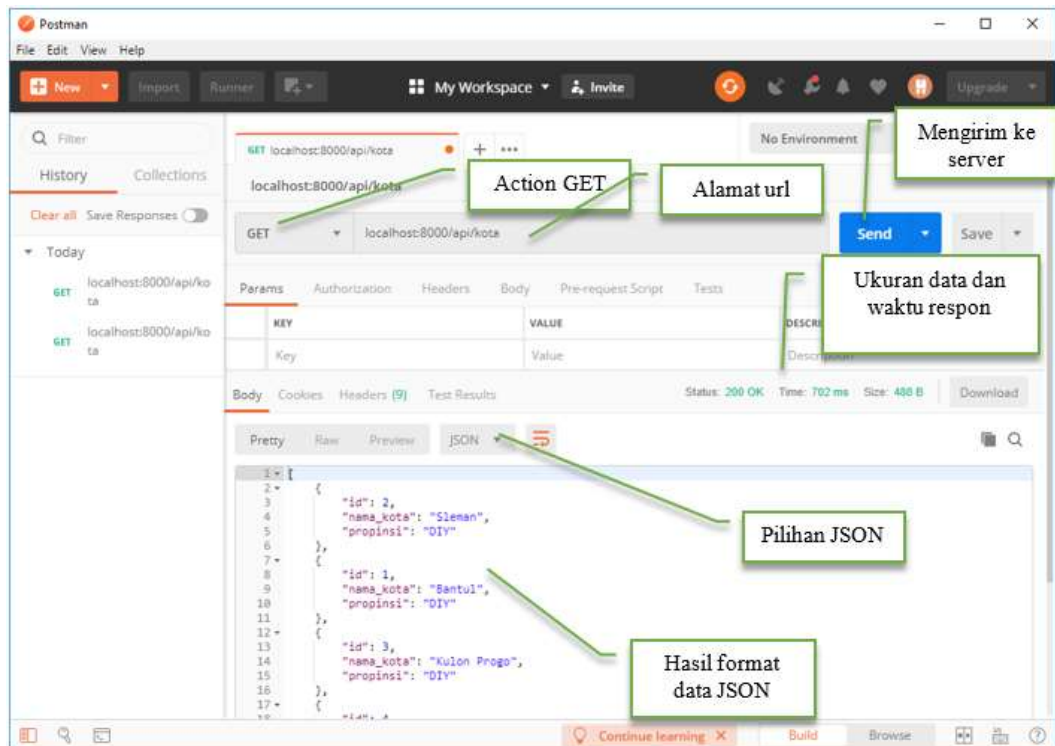 Postman
File Edit View Help
New Import Runner My Workspace Invite Upgrade
Filter
History Collections
Clear all Save Responses
Today
GET localhost:8000/api/ko
ta
GET localhost:8000/api/ko
ta
GET localhost:8000/api/kota
No Environment
Mengirim ke
server
localhost:8000/api/kota
Action GET
Alamat url
GET localhost:8000/api/kota Send Save
Ukuran data dan
waktu respon
Params Authorization Headers Body Pre-request Script Tests
KEY VALUE
Key Value Description
Body Cookies Headers (9) Test Results Status: 200 OK Time: 702 ms Size: 488 B Download
Pretty Raw Preview JSON
Pilihan JSON
1 [
2 {
3 "id": 2,
4 "nama_kota": "Sleman",
5 "propinsi": "DIY"
6 },
7 {
8 "id": 1,
9 "nama_kota": "Bantul",
10 "propinsi": "DIY"
11 },
12 {
13 "id": 3,
14 "nama_kota": "Kulon Progo",
15 "propinsi": "DIY"
16 },
17 {
18 "id": 4
Hasil format
data JSON
Continue learning Build Browse